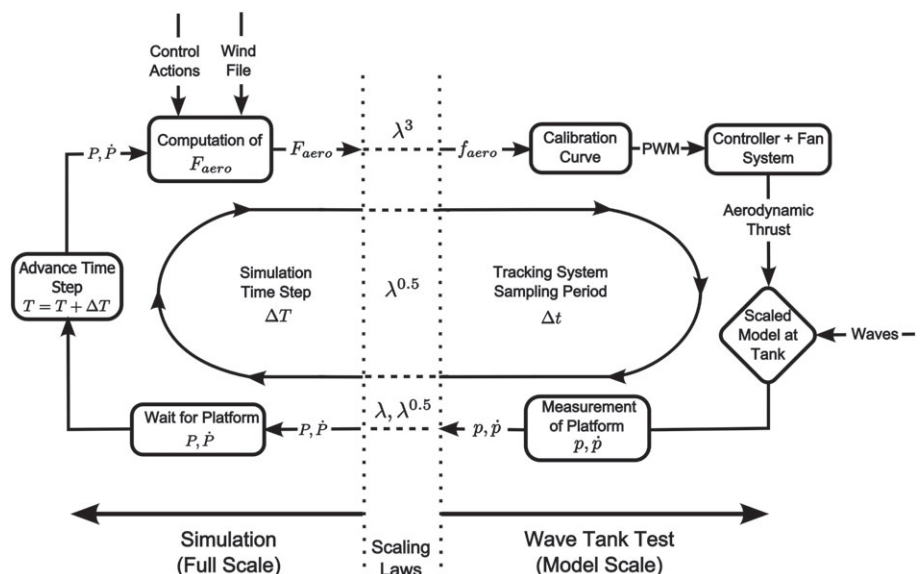 Control
Actions
Wind
File
P, Ṗ
Computation of
F_aero
F_aero
λ³
f_aero
Calibration
Curve
PWM
Controller + Fan
System
Aerodynamic
Thrust
Advance Time
Step
T = T + ΔT
Simulation
Time Step
ΔT
λ^0.5
Tracking System
Sampling Period
Δt
Scaled
Model at
Tank
Waves
Wait for Platform
P, Ṗ
P, Ṗ
λ, λ^0.5
p, ṗ
Measurement
of Platform
p, ṗ
Simulation
(Full Scale)
Scaling
Laws
Wave Tank Test
(Model Scale)